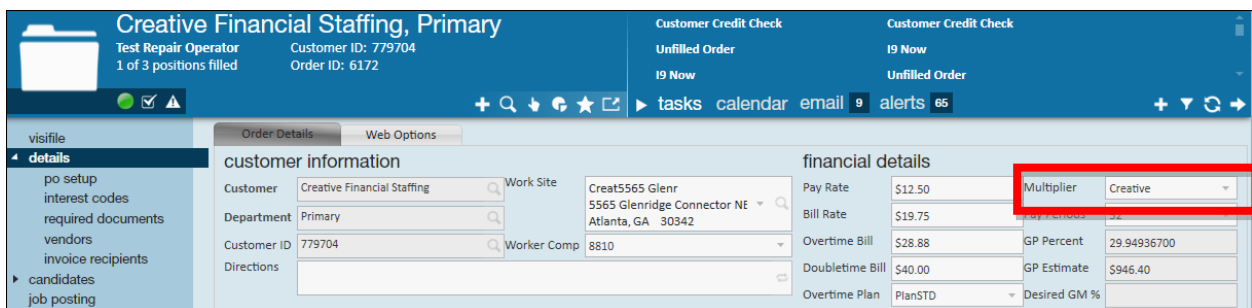 Creative Financial Staffing, Primary
Test Repair Operator Customer ID: 779704
1 of 3 positions filled Order ID: 6172
Customer Credit Check Customer Credit Check
Unfilled Order I9 Now
I9 Now Unfilled Order
tasks calendar email 9 alerts 65
visifile
details
po setup
interest codes
required documents
vendors
invoice recipients
candidates
job posting
Order Details Web Options
customer information
Customer Creative Financial Staffing
Department Primary
Customer ID 779704
Directions
Work Site Creat5565 Glenr
5565 Glenridge Connector NE
Atlanta, GA 30342
Worker Comp 8810
financial details
Pay Rate $12.50
Bill Rate $19.75
Overtime Bill $28.88
Doubletime Bill $40.00
Overtime Plan PlanSTD
Multiplier Creative
Pay Periods 52
GP Percent 29.94936700
GP Estimate $946.40
Desired GM %